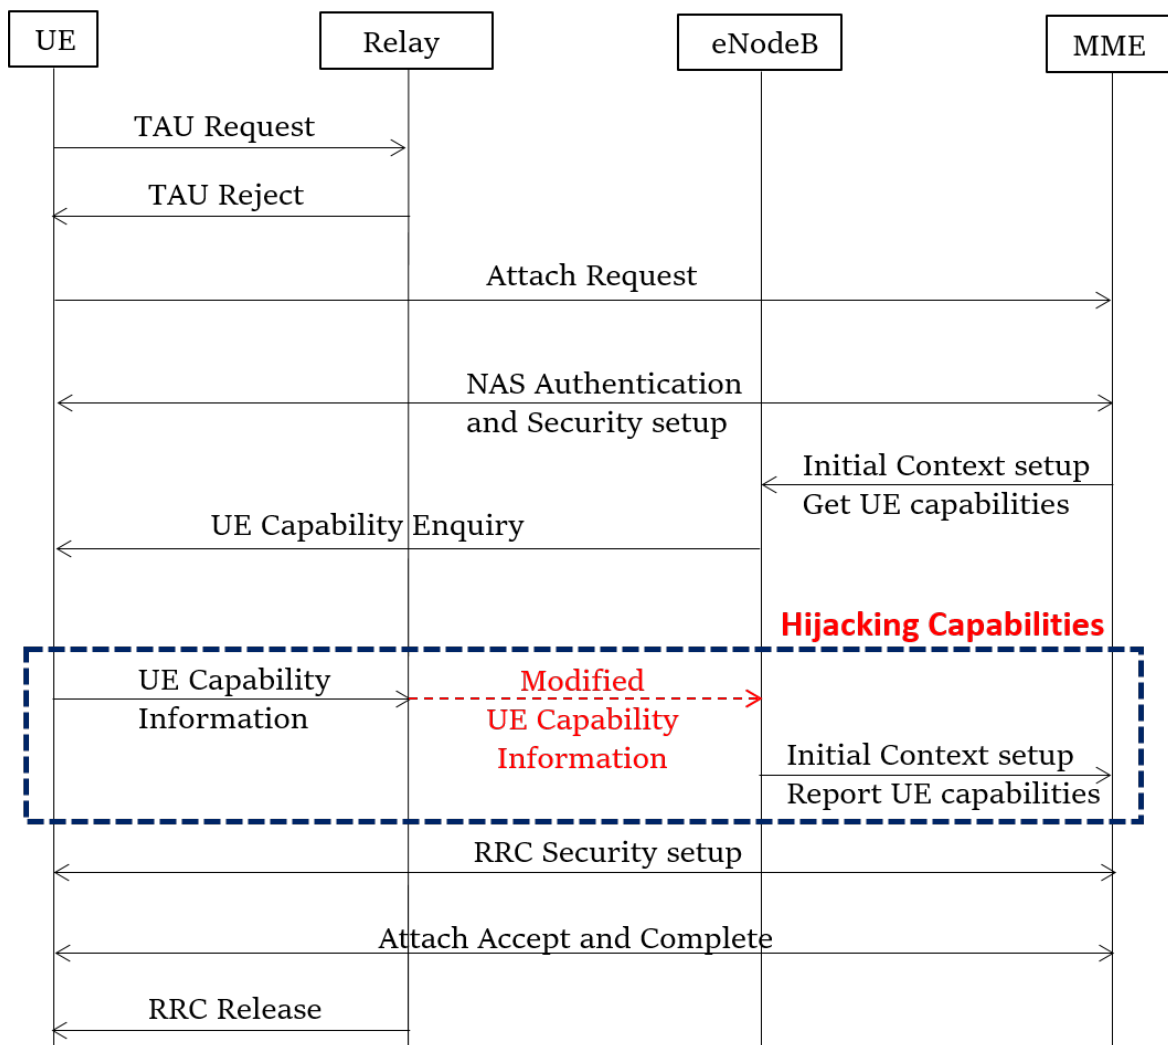 UE
Relay
eNodeB
MME
TAU Request
TAU Reject
Attach Request
NAS Authentication
and Security setup
Initial Context setup
Get UE capabilities
UE Capability Enquiry
Hijacking Capabilities
UE Capability
Information
Modified
UE Capability
Information
Initial Context setup
Report UE capabilities
RRC Security setup
Attach Accept and Complete
RRC Release